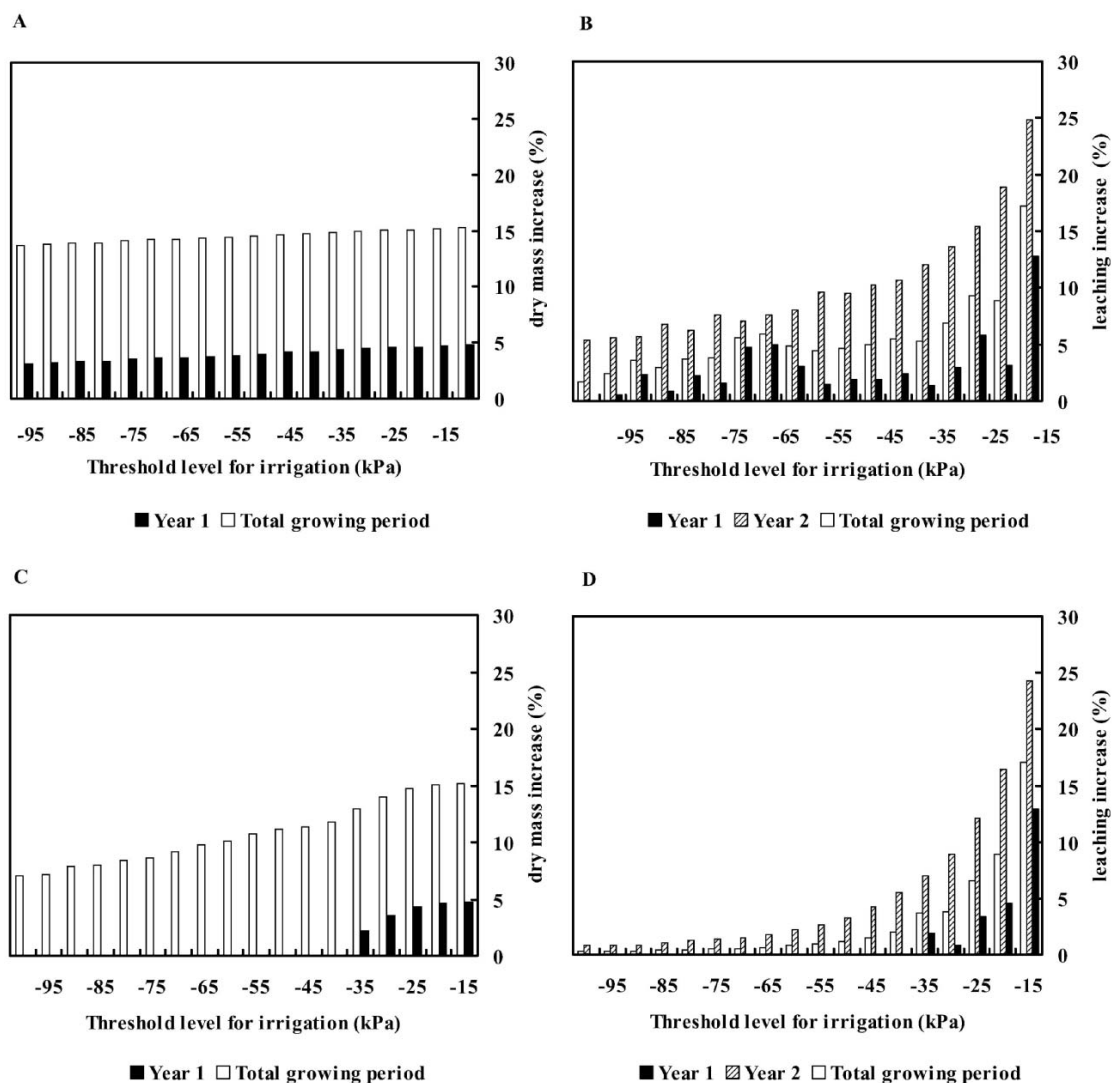 A
30
25
20
15
10
5
0
dry mass increase (%)
-95 -85 -75 -65 -55 -45 -35 -25 -15
Threshold level for irrigation (kPa)
Year 1 Total growing period
B
30
25
20
15
10
5
0
leaching increase (%)
-95 -85 -75 -65 -55 -45 -35 -25 -15
Threshold level for irrigation (kPa)
Year 1 Year 2 Total growing period
C
30
25
20
15
10
5
0
dry mass increase (%)
-95 -85 -75 -65 -55 -45 -35 -25 -15
Threshold level for irrigation (kPa)
Year 1 Total growing period
D
30
25
20
15
10
5
0
leaching increase (%)
-95 -85 -75 -65 -55 -45 -35 -25 -15
Threshold level for irrigation (kPa)
Year 1 Year 2 Total growing period